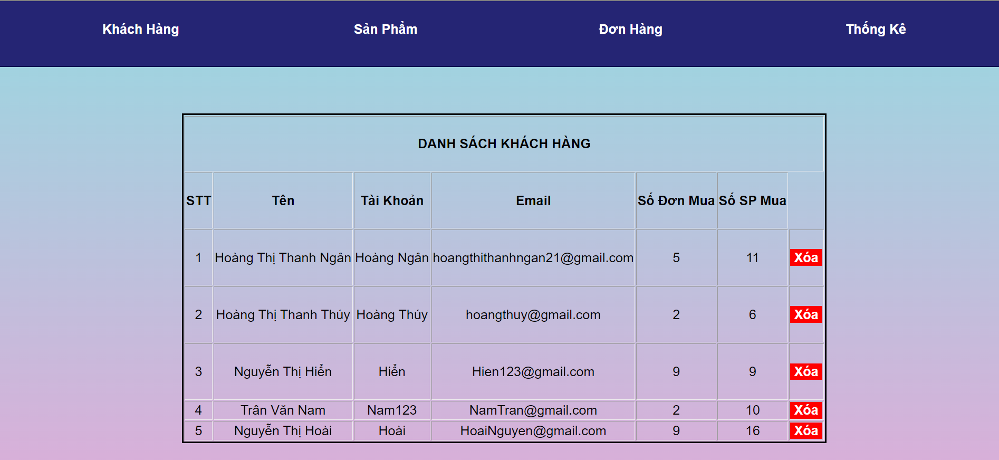 Khách Hàng Sản Phẩm Đơn Hàng Thống Kê
DANH SÁCH KHÁCH HÀNG
STT Tên Tài Khoản Email Số Đơn Mua Số SP Mua
1 Hoàng Thị Thanh Ngân Hoàng Ngân hoangthithanhngan21@gmail.com 5 11 Xóa
2 Hoàng Thị Thanh Thúy Hoàng Thúy hoangthuy@gmail.com 2 6 Xóa
3 Nguyễn Thị Hiển Hiển Hien123@gmail.com 9 9 Xóa
4 Trân Văn Nam Nam123 NamTran@gmail.com 2 10 Xóa
5 Nguyễn Thị Hoài Hoài HoaiNguyen@gmail.com 9 16 Xóa